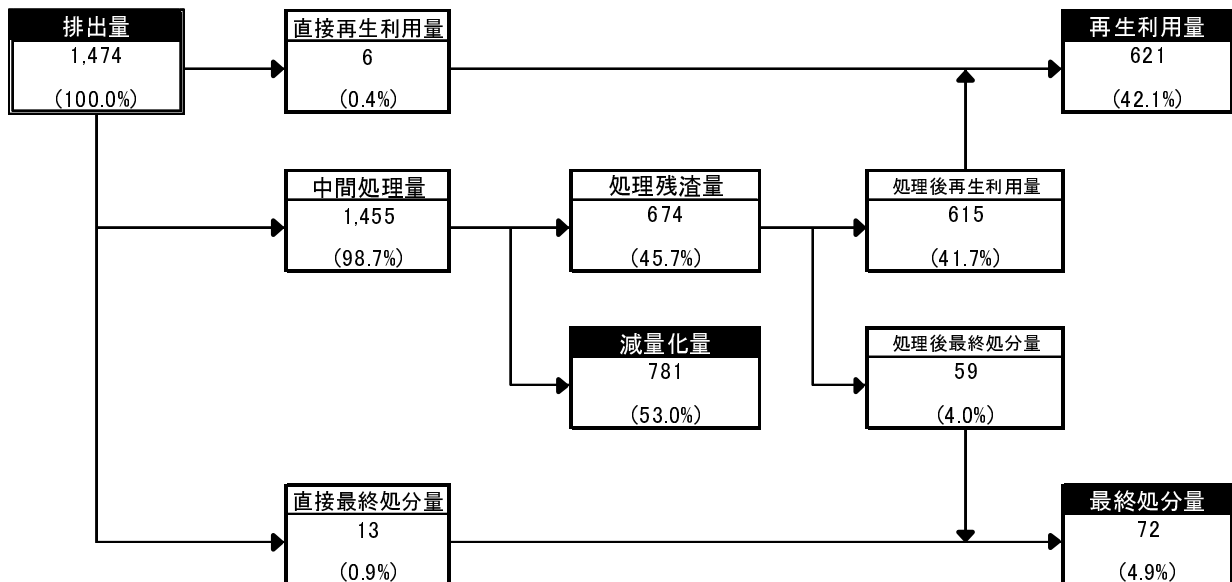 排出量
1,474
(100.0%)
直接再生利用量
6
(0.4%)
再生利用量
621
(42.1%)
中間処理量
1,455
(98.7%)
処理残渣量
674
(45.7%)
処理後再生利用量
615
(41.7%)
減量化量
781
(53.0%)
処理後最終処分量
59
(4.0%)
直接最終処分量
13
(0.9%)
最終処分量
72
(4.9%)